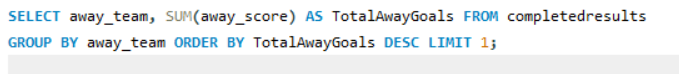 SELECT away_team, SUM(away_score) AS TotalAwayGoals FROM completedresults
GROUP BY away_team ORDER BY TotalAwayGoals DESC LIMIT 1;